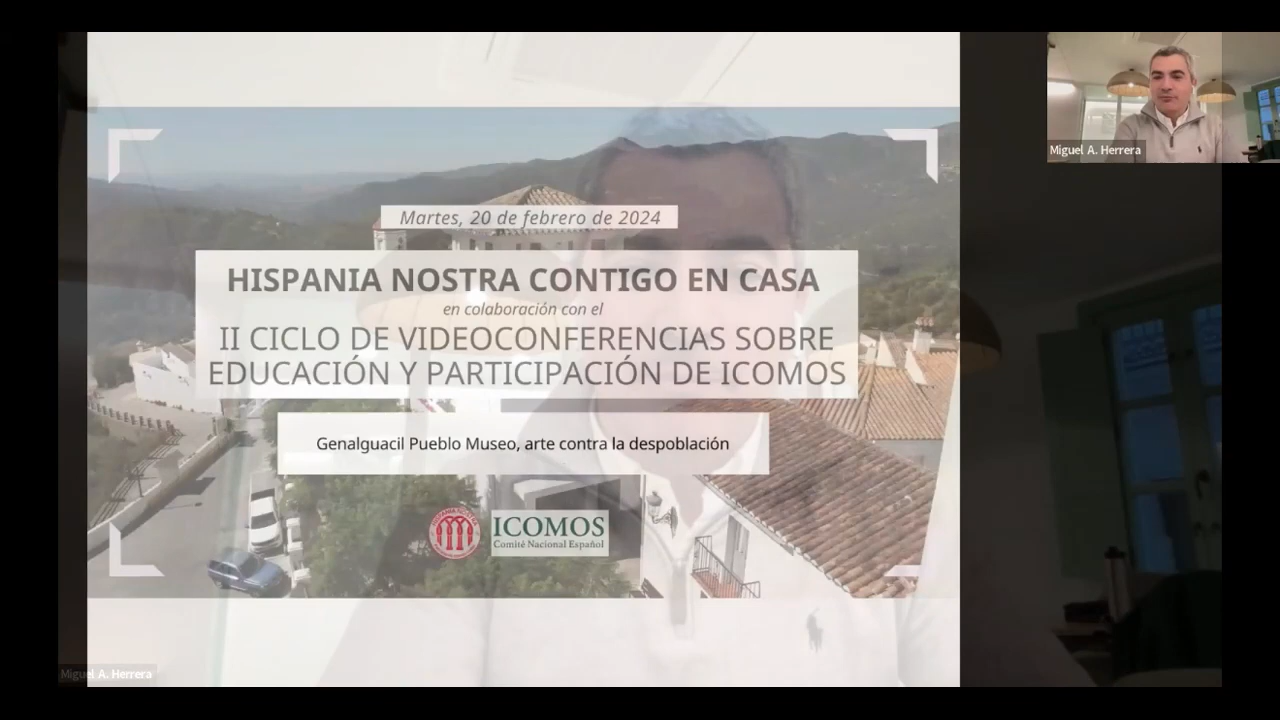 Miguel A. Herrera
Martes, 20 de febrero de 2024
HISPANIA NOSTRA CONTIGO EN CASA
en colaboración con el
II CICLO DE VIDEOCONFERENCIAS SOBRE
EDUCACIÓN Y PARTICIPACIÓN DE ICOMOS
Genalguacil Pueblo Museo, arte contra la despoblación
HISPANIA NOSTRA
ICOMOS
Comité Nacional Español
Miguel A. Herrera